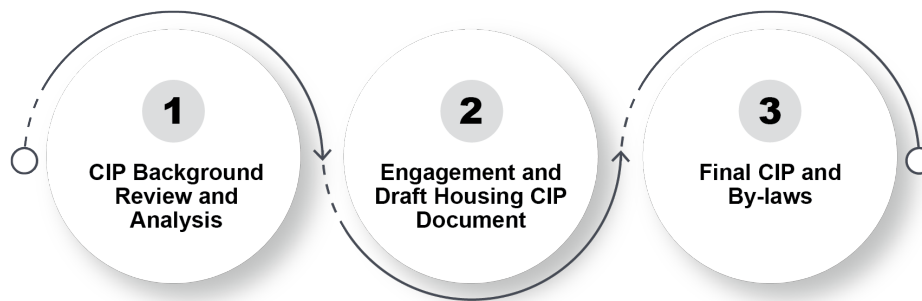 1
CIP Background
Review and
Analysis
2
Engagement and
Draft Housing CIP
Document
3
Final CIP and
By-laws